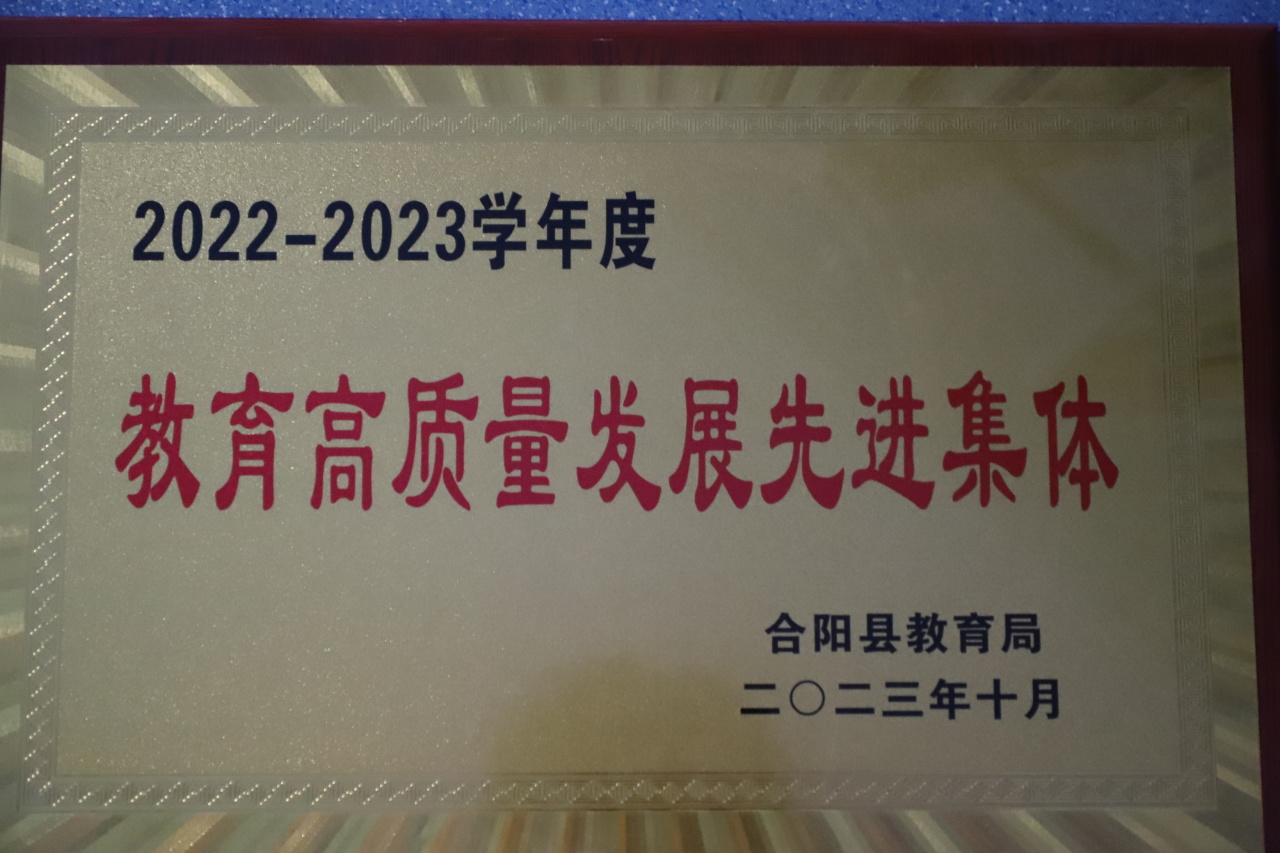 2022-2023学年度
教育高质量发展先进集体
合阳县教育局
二〇二三年十月